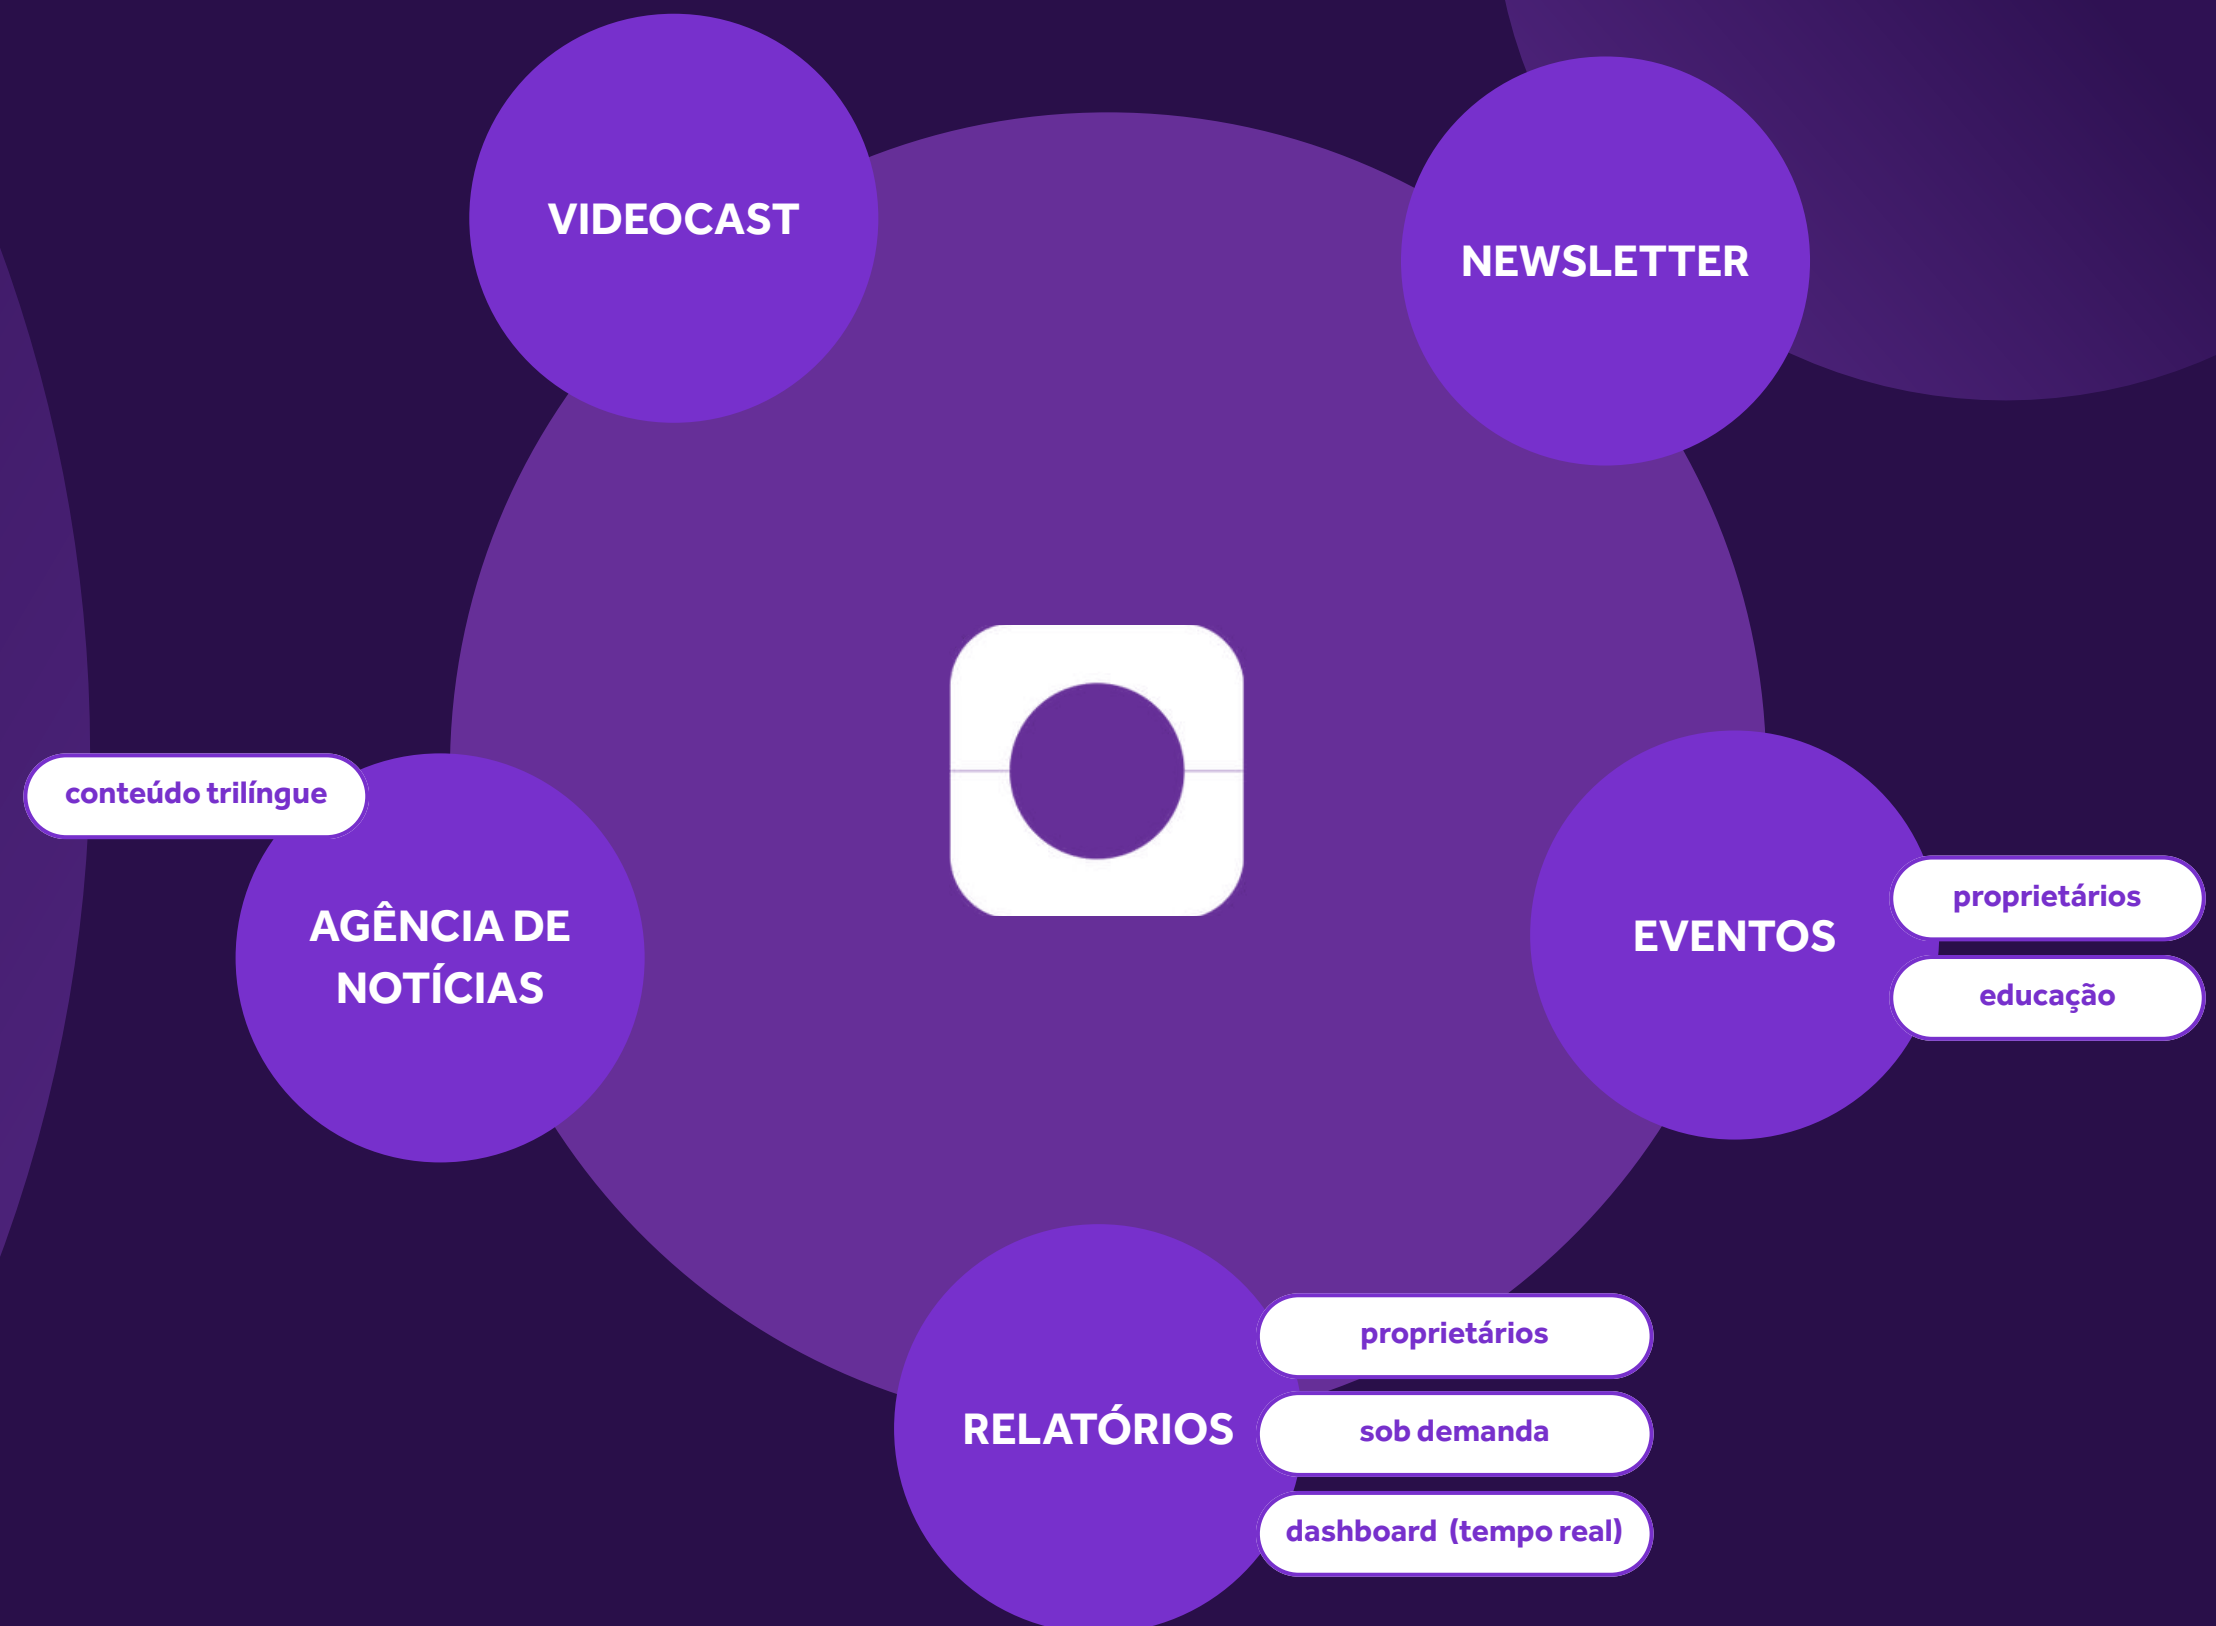 VIDEOCAST
NEWSLETTER
conteúdo trilíngue
AGÊNCIA DE
NOTÍCIAS
EVENTOS
proprietários
educação
RELATÓRIOS
proprietários
sob demanda
dashboard (tempo real)